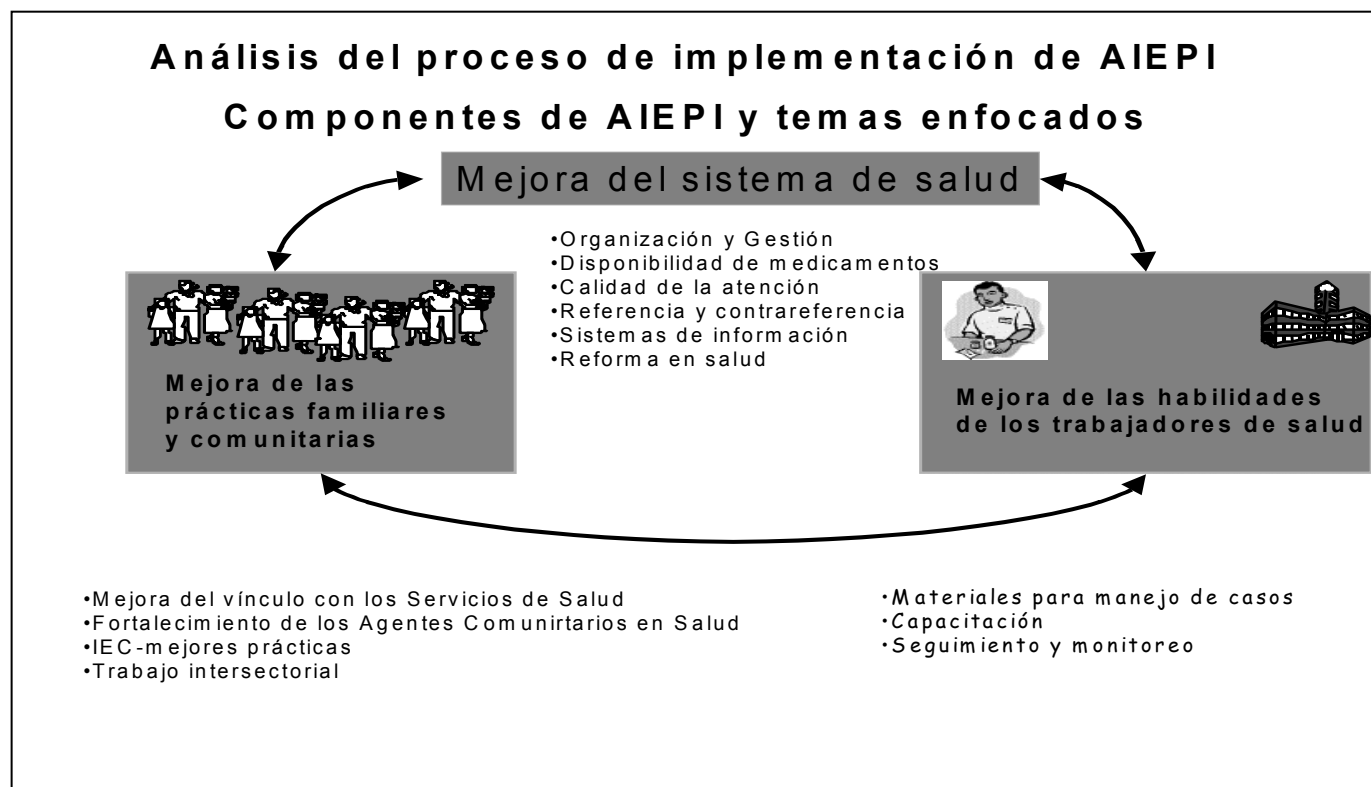 Análisis del proceso de implementación de AIEPI
Componentes de AIEPI y temas enfocados
Mejora del sistema de salud
•Organización y Gestión
•Disponibilidad de medicamentos
•Calidad de la atención
•Referencia y contrareferencia
•Sistemas de información
•Reforma en salud
Mejora de las
prácticas familiares
y comunitarias
Mejora de las habilidades
de los trabajadores de salud
•Mejora del vínculo con los Servicios de Salud
•Fortalecimiento de los Agentes Comunirtarios en Salud
•IEC-mejores prácticas
•Trabajo intersectorial
•Materiales para manejo de casos
•Capacitación
•Seguimiento y monitoreo